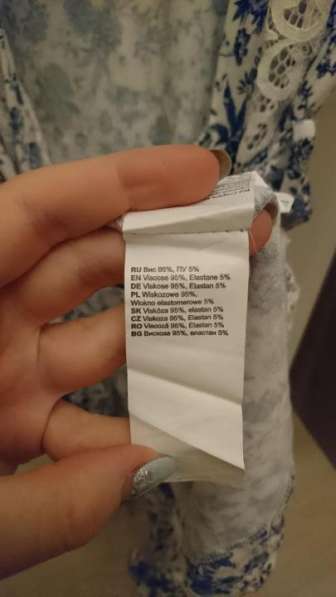 RU Вис 95%, ПУ 5%
EN Viscose 95%, Elastane 5%
DE Viskose 95%, Elastan 5%
PL Wiskozowe 95%,
Włokno elastomerowe 5%
SK Viskóza 95%, elastan 5%
CZ Viskoza 95%, Elastan 5%
RO Viscoză 95%, Elastan 5%
BG Вискоза 95%, еластан 5%